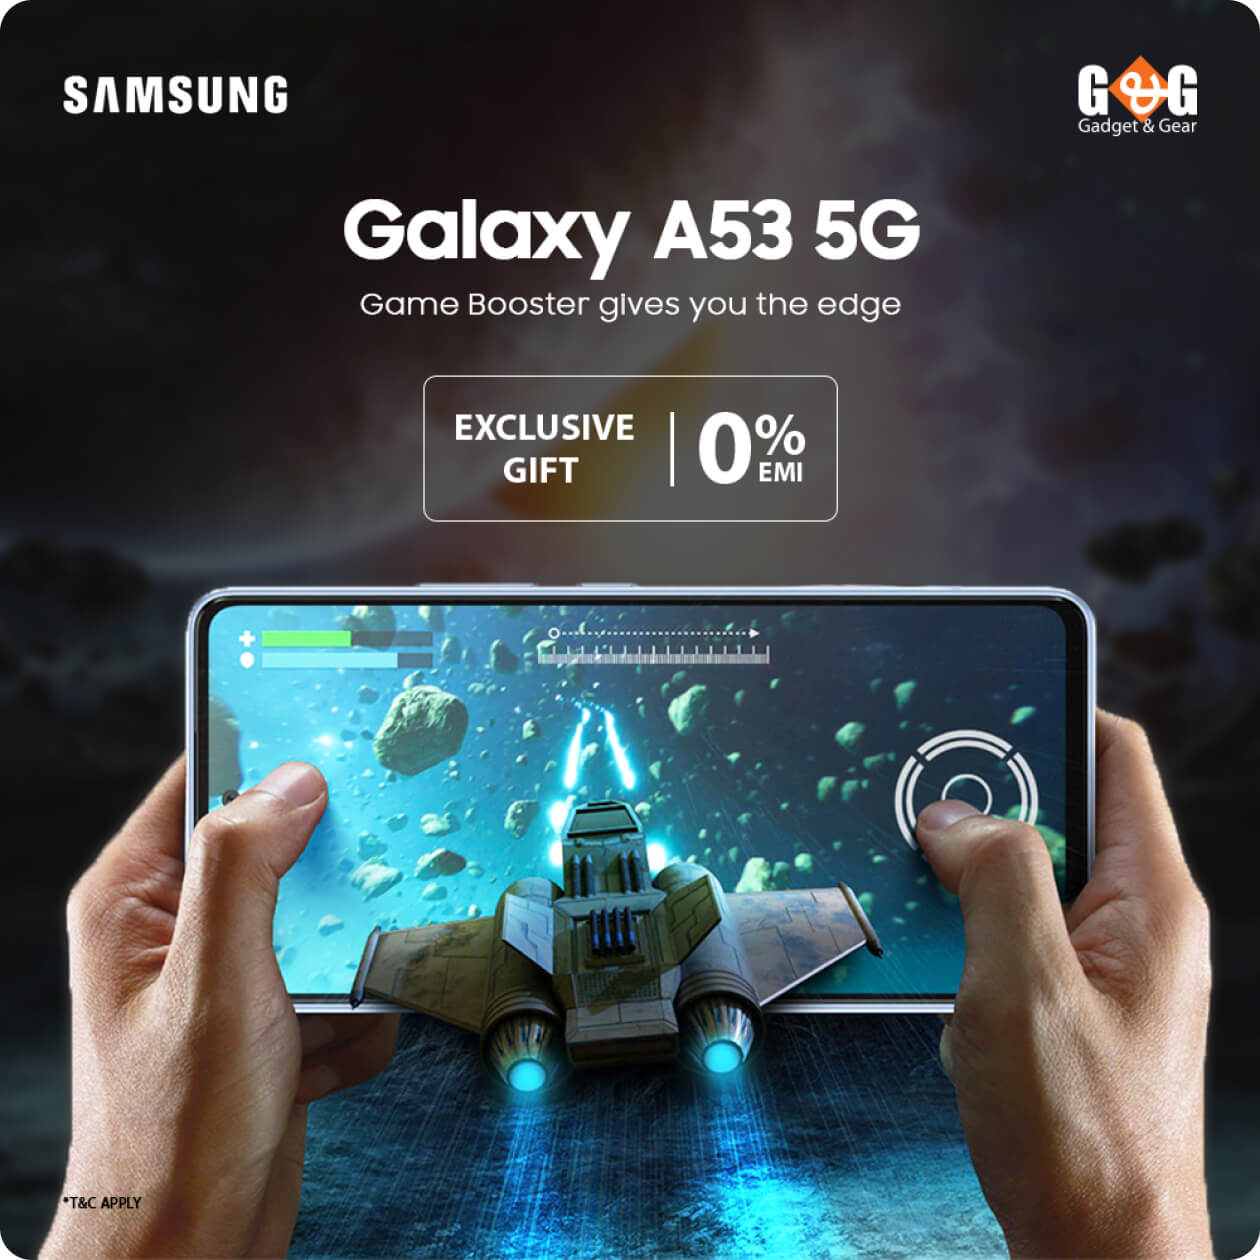 SAMSUNG
G&G
Gadget & Gear
Galaxy A53 5G
Game Booster gives you the edge
EXCLUSIVE
GIFT
0%
EMI
*T&C APPLY